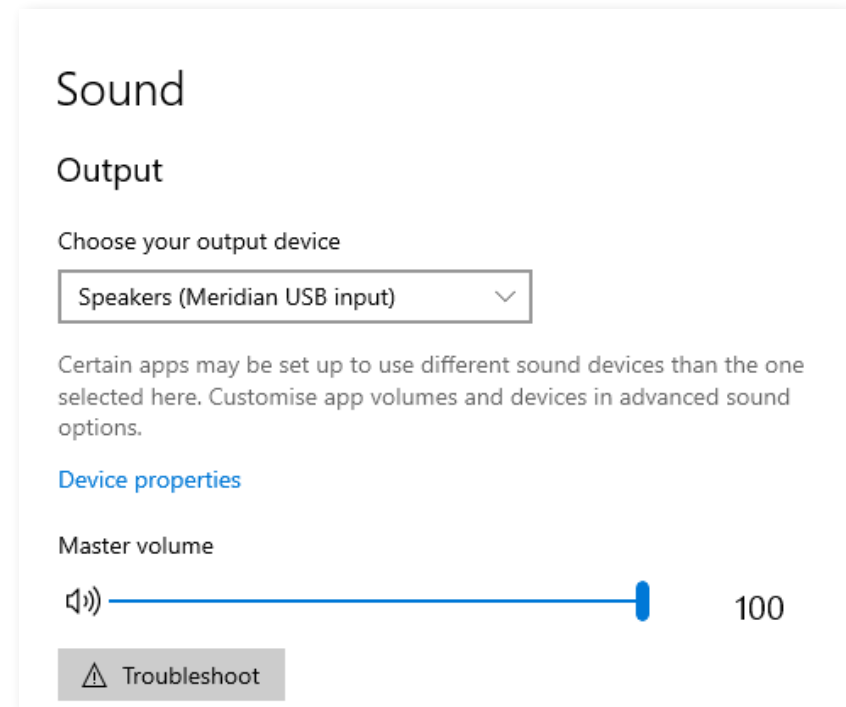 Sound
Output
Choose your output device
Speakers (Meridian USB input)
Certain apps may be set up to use different sound devices than the one
selected here. Customise app volumes and devices in advanced sound
options.
Device properties
Master volume
100
Troubleshoot